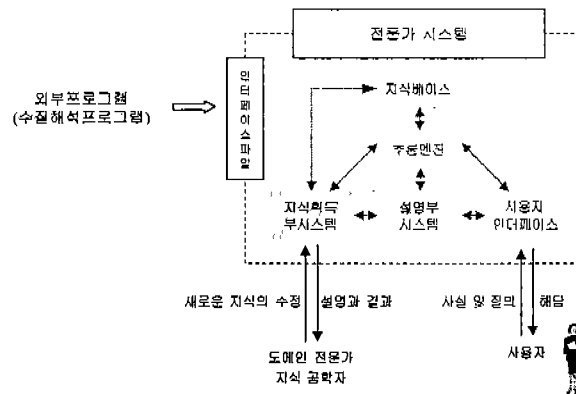 전문가 시스템
인터페이스파일
외부프로그램
(수질해석프로그램)
지식베이스
추론엔진
지식획득
부시스템
설명부
시스템
사용자
인터페이스
새로운 지식의 수정
설명과 결과
사실 및 질의
해답
도메인 전문가
지식 공학자
사용자